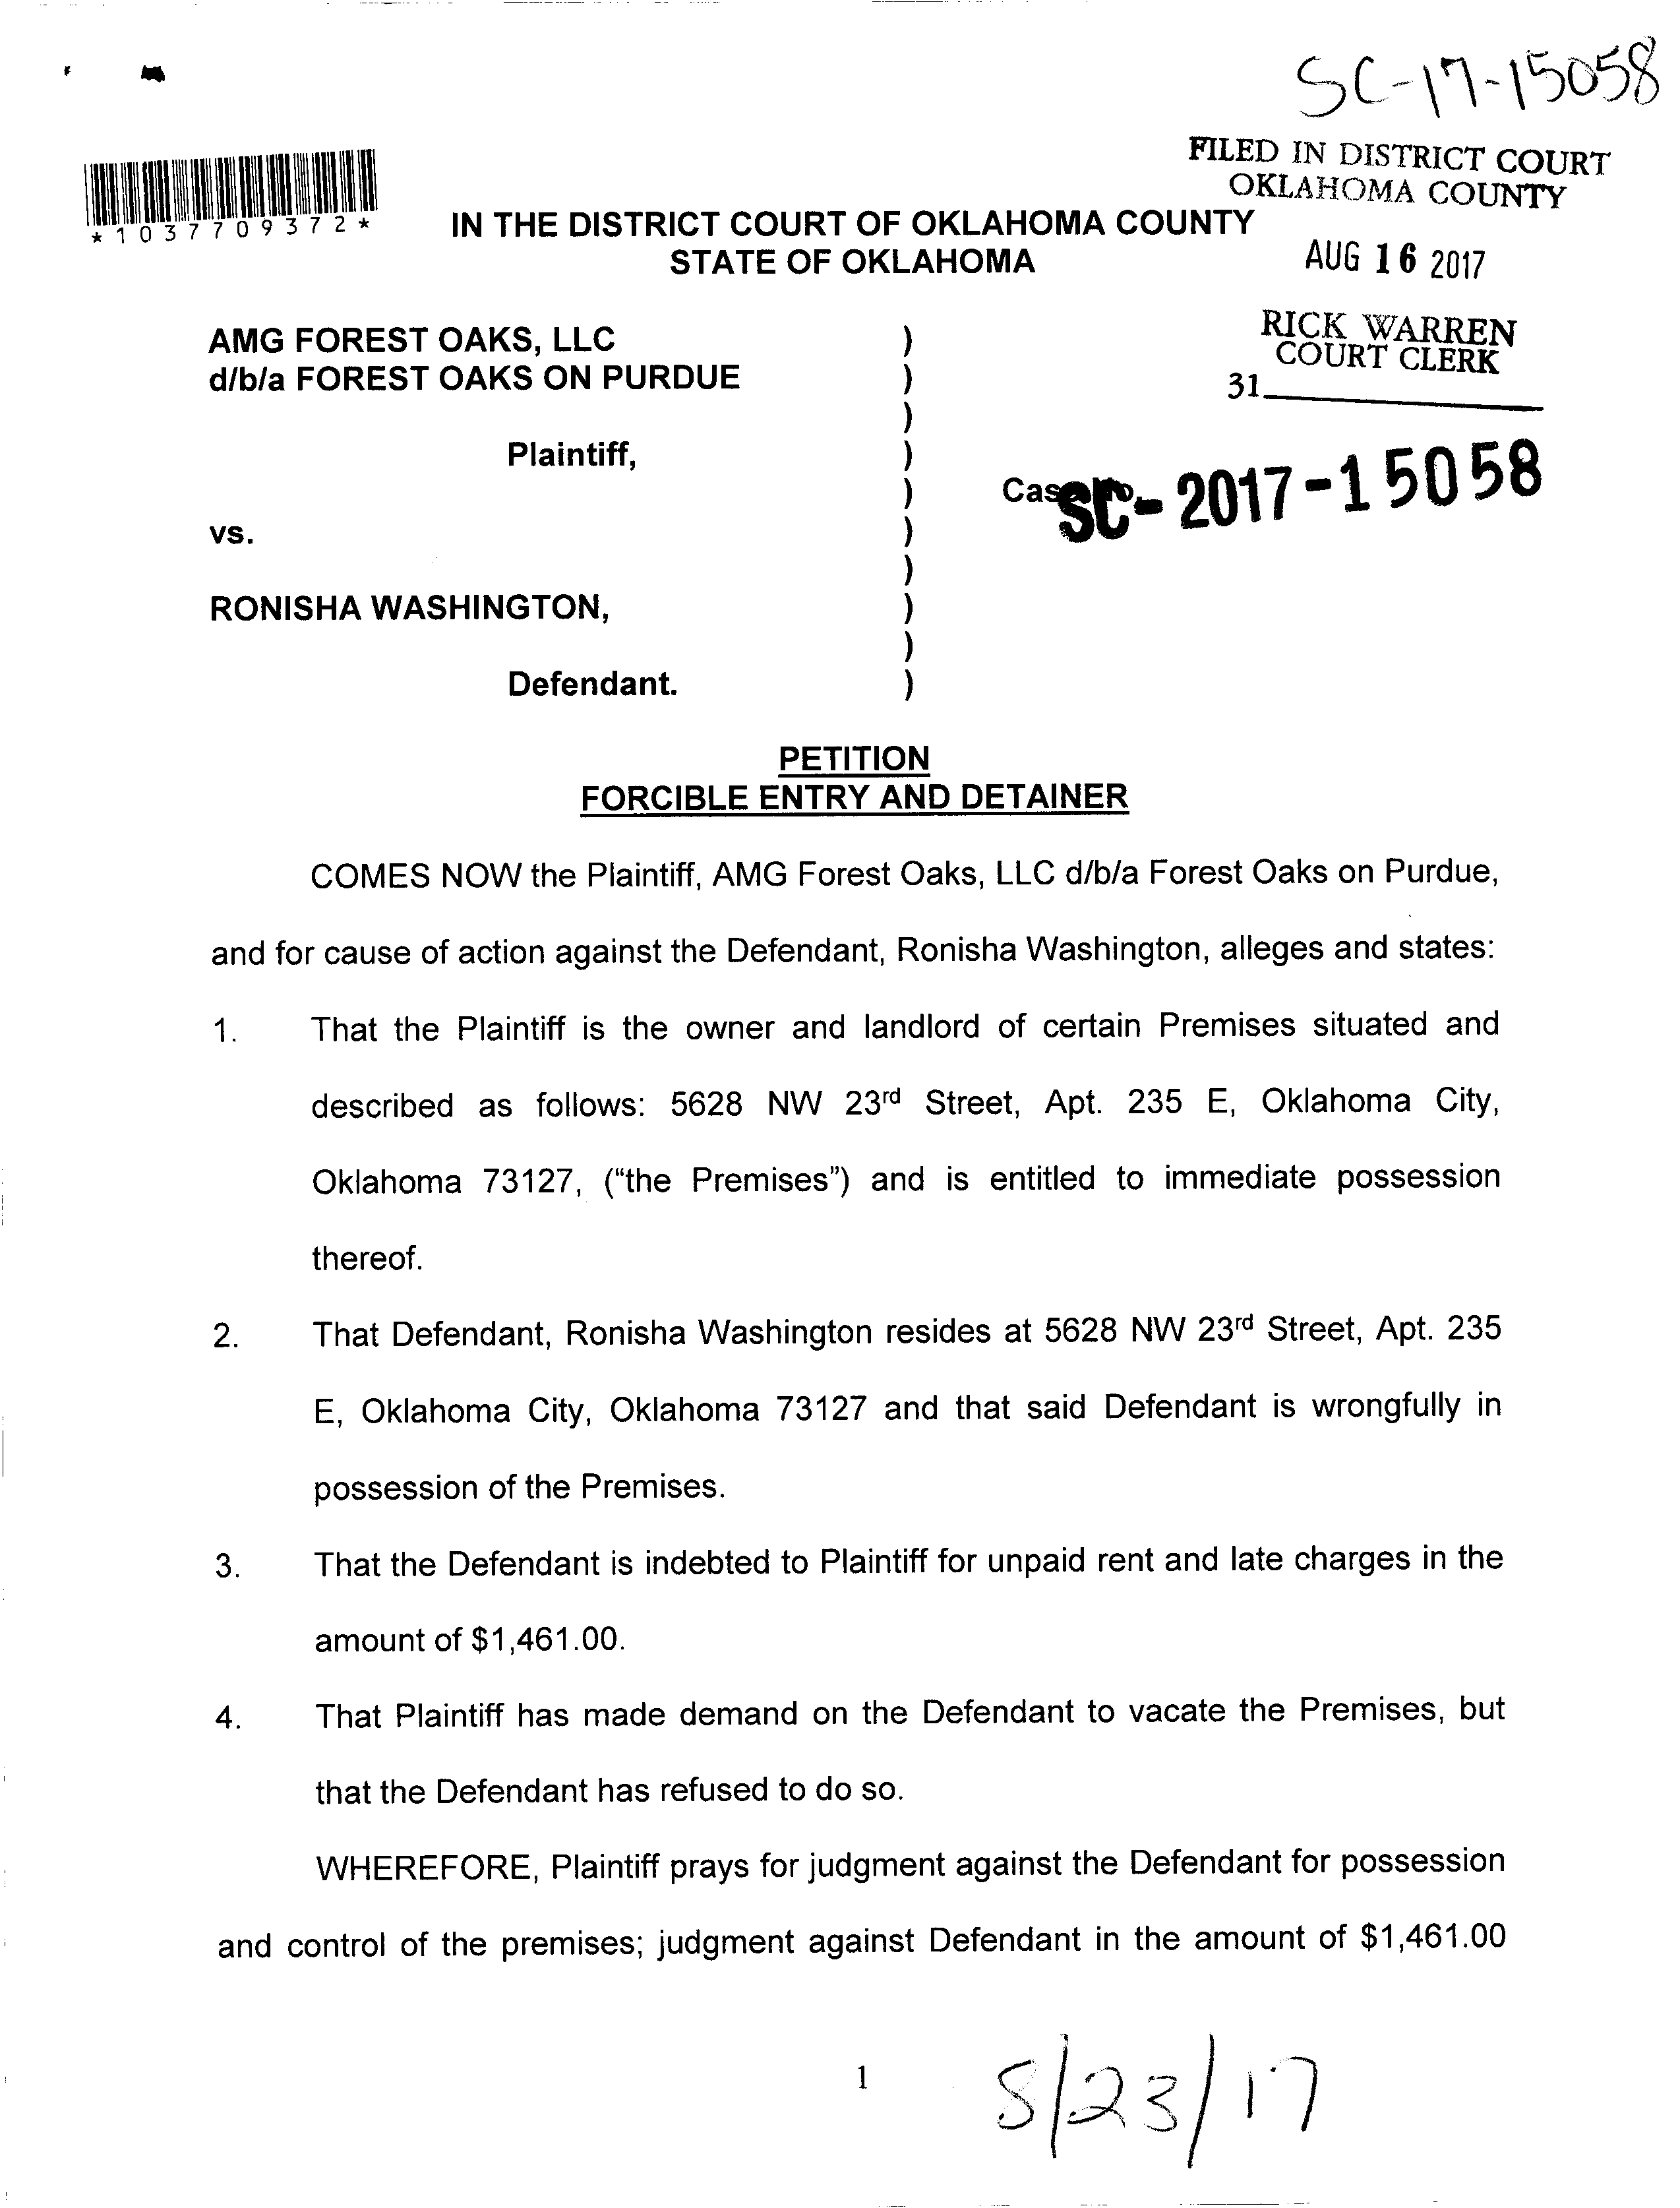 SC-17-15058
FILED IN DISTRICT COURT
OKLAHOMA COUNTY
*1037709372*
IN THE DISTRICT COURT OF OKLAHOMA COUNTY
STATE OF OKLAHOMA
AUG 16 2017
RICK WARREN
COURT CLERK
31
AMG FOREST OAKS, LLC )
d/b/a FOREST OAKS ON PURDUE )
)
Plaintiff, )
) Cas SC-2017-15058
vs. )
)
RONISHA WASHINGTON, )
)
Defendant. )
PETITION
FORCIBLE ENTRY AND DETAINER
COMES NOW the Plaintiff, AMG Forest Oaks, LLC d/b/a Forest Oaks on Purdue,
and for cause of action against the Defendant, Ronisha Washington, alleges and states:
1. That the Plaintiff is the owner and landlord of certain Premises situated and
described as follows: 5628 NW 23rd Street, Apt. 235 E, Oklahoma City,
Oklahoma 73127, (“the Premises”) and is entitled to immediate possession
thereof.
2. That Defendant, Ronisha Washington resides at 5628 NW 23rd Street, Apt. 235
E, Oklahoma City, Oklahoma 73127 and that said Defendant is wrongfully in
possession of the Premises.
3. That the Defendant is indebted to Plaintiff for unpaid rent and late charges in the
amount of $1,461.00.
4. That Plaintiff has made demand on the Defendant to vacate the Premises, but
that the Defendant has refused to do so.
WHEREFORE, Plaintiff prays for judgment against the Defendant for possession
and control of the premises; judgment against Defendant in the amount of $1,461.00
1
8/23/17